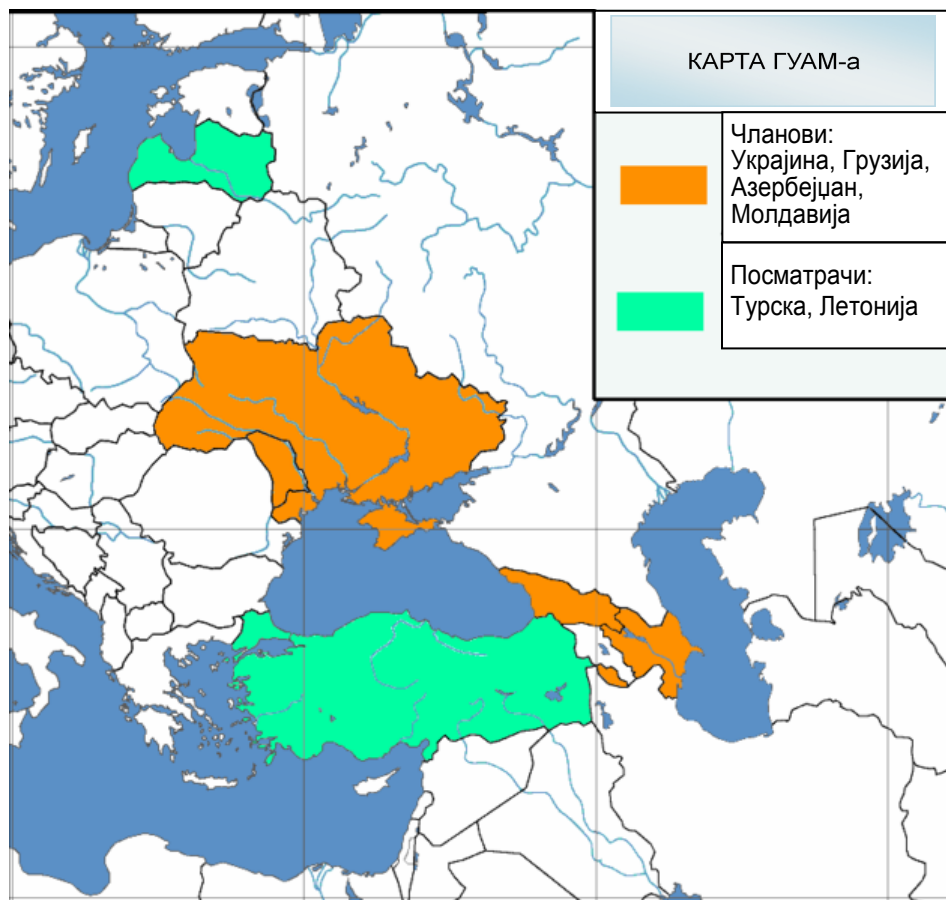 КАРТА ГУАМ-а
Чланови:
Украјина, Грузија,
Азербејџан,
Молдавија
Посматрачи:
Турска, Летонија